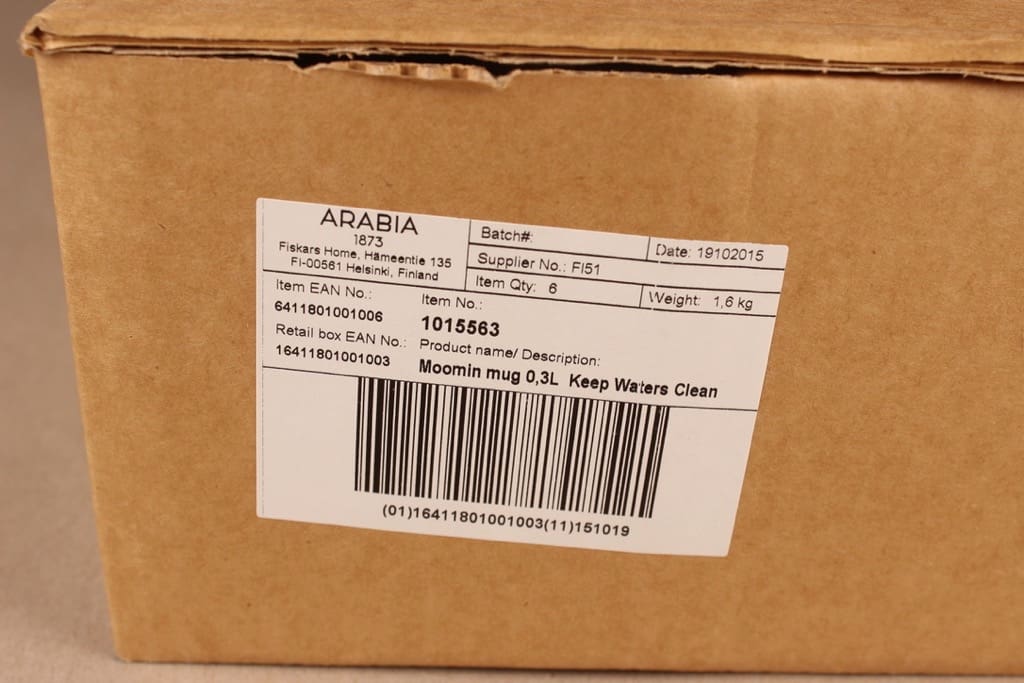 ARABIA
1873
Fiskars Home, Hämeentie 135
FI-00561 Helsinki, Finland
Batch#:
Date: 19102015
Supplier No.: FI51
Item Qty: 6
Weight: 1,6 kg
Item EAN No.:
6411801001006
Retail box EAN No.:
16411801001003
Item No.:
1015563
Product name/ Description:
Moomin mug 0,3L Keep Waters Clean
(01)16411801001003(11)151019